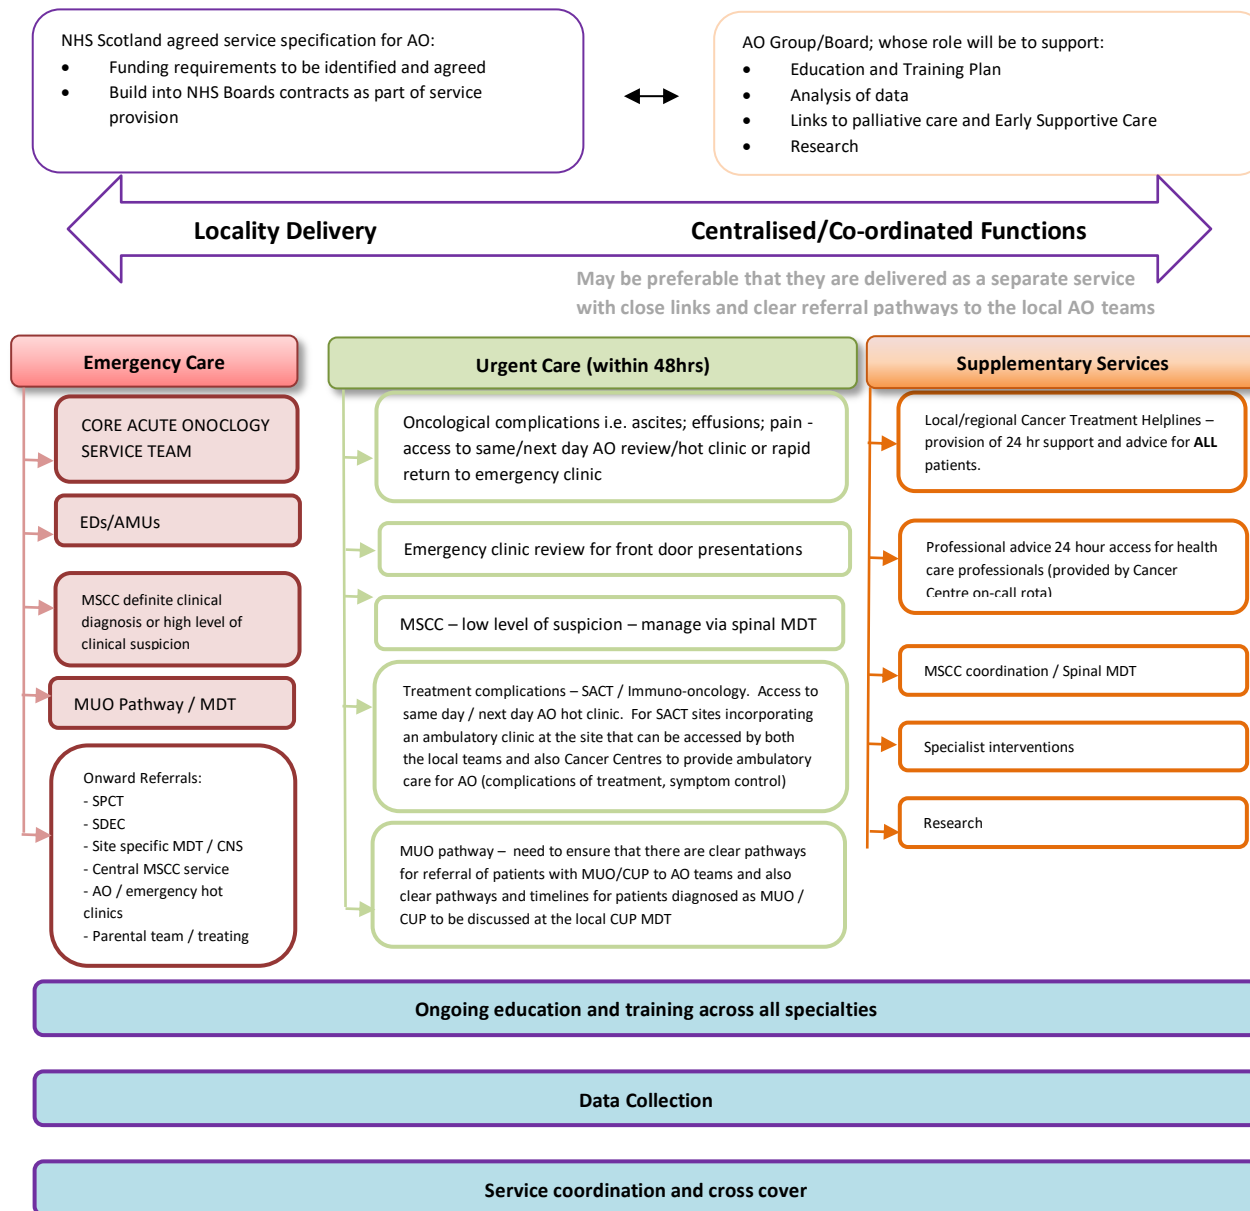 NHS Scotland agreed service specification for AO:
• Funding requirements to be identified and agreed
• Build into NHS Boards contracts as part of service
provision
AO Group/Board; whose role will be to support:
• Education and Training Plan
• Analysis of data
• Links to palliative care and Early Supportive Care
• Research
Locality Delivery
Centralised/Co-ordinated Functions
May be preferable that they are delivered as a separate service
with close links and clear referral pathways to the local AO teams
Emergency Care
CORE ACUTE ONOCLOGY
SERVICE TEAM
EDs/AMUs
MSCC definite clinical
diagnosis or high level of
clinical suspicion
MUO Pathway / MDT
Onward Referrals:
- SPCT
- SDEC
- Site specific MDT / CNS
- Central MSCC service
- AO / emergency hot
clinics
- Parental team / treating
Urgent Care (within 48hrs)
Oncological complications i.e. ascites; effusions; pain -
access to same/next day AO review/hot clinic or rapid
return to emergency clinic
Emergency clinic review for front door presentations
MSCC – low level of suspicion – manage via spinal MDT
Treatment complications – SACT / Immuno-oncology. Access to
same day / next day AO hot clinic. For SACT sites incorporating
an ambulatory clinic at the site that can be accessed by both
the local teams and also Cancer Centres to provide ambulatory
care for AO (complications of treatment, symptom control)
MUO pathway – need to ensure that there are clear pathways
for referral of patients with MUO/CUP to AO teams and also
clear pathways and timelines for patients diagnosed as MUO /
CUP to be discussed at the local CUP MDT
Supplementary Services
Local/regional Cancer Treatment Helplines –
provision of 24 hr support and advice for ALL
patients.
Professional advice 24 hour access for health
care professionals (provided by Cancer
Centre on-call rota)
MSCC coordination / Spinal MDT
Specialist interventions
Research
Ongoing education and training across all specialties
Data Collection
Service coordination and cross cover